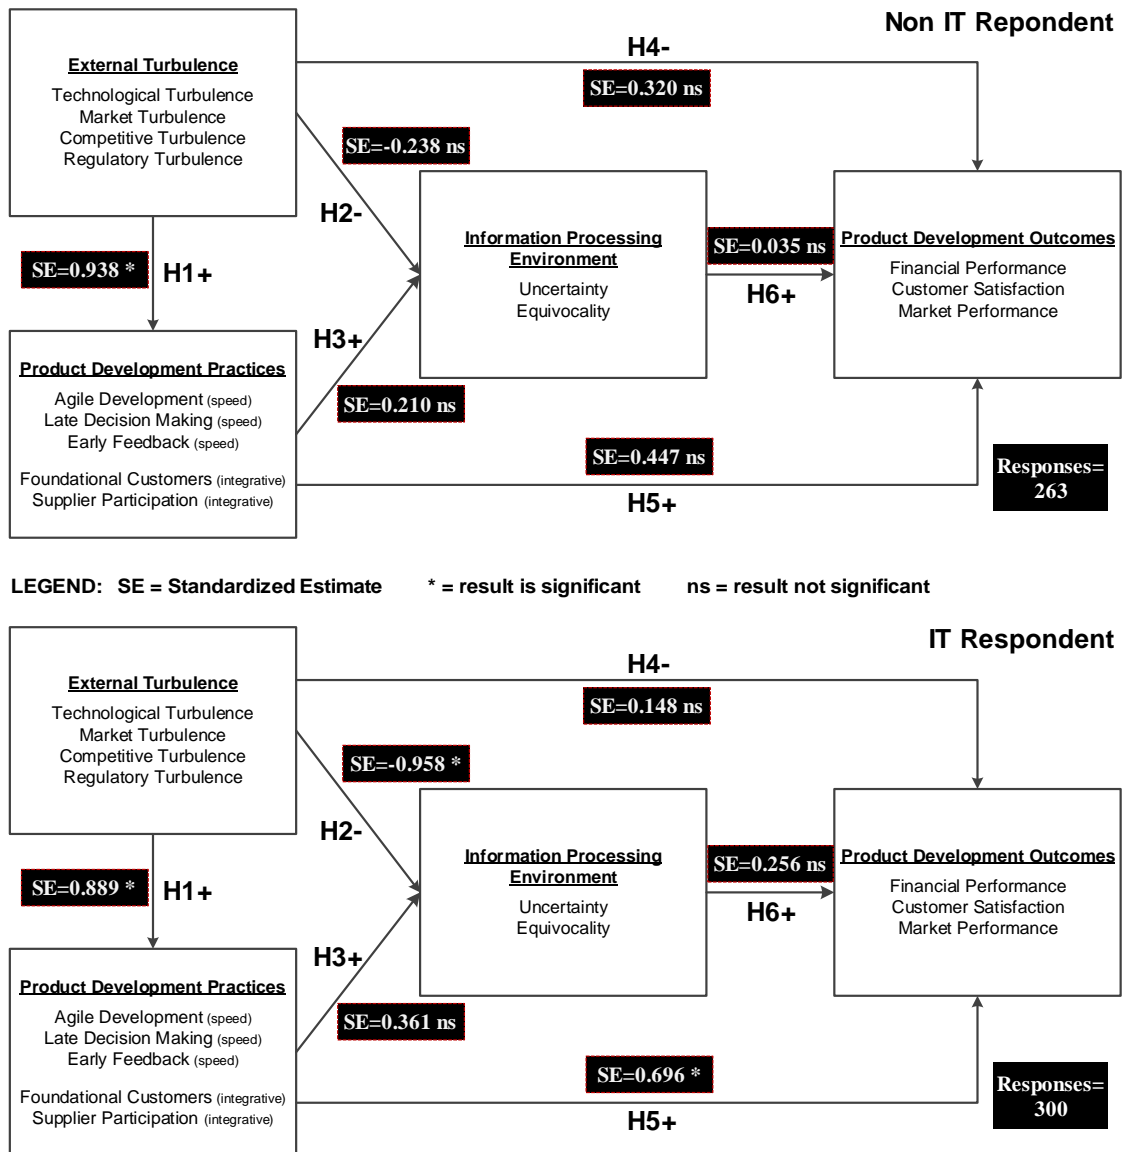 Non IT Repondent
H4-
SE=0.320 ns
External Turbulence
Technological Turbulence
Market Turbulence
Competitive Turbulence
Regulatory Turbulence
SE=-0.238 ns
H2-
SE=0.938 *
H1+
Information Processing
Environment
Uncertainty
Equivocality
SE=0.035 ns
H6+
Product Development Outcomes
Financial Performance
Customer Satisfaction
Market Performance
H3+
SE=0.210 ns
Product Development Practices
Agile Development (speed)
Late Decision Making (speed)
Early Feedback (speed)
Foundational Customers (integrative)
Supplier Participation (integrative)
SE=0.447 ns
H5+
Responses=
263
LEGEND: SE = Standardized Estimate * = result is significant ns = result not significant
IT Respondent
H4-
SE=0.148 ns
External Turbulence
Technological Turbulence
Market Turbulence
Competitive Turbulence
Regulatory Turbulence
SE=-0.958 *
H2-
SE=0.889 *
H1+
Information Processing
Environment
Uncertainty
Equivocality
SE=0.256 ns
H6+
Product Development Outcomes
Financial Performance
Customer Satisfaction
Market Performance
H3+
SE=0.361 ns
Product Development Practices
Agile Development (speed)
Late Decision Making (speed)
Early Feedback (speed)
Foundational Customers (integrative)
Supplier Participation (integrative)
SE=0.696 *
H5+
Responses=
300